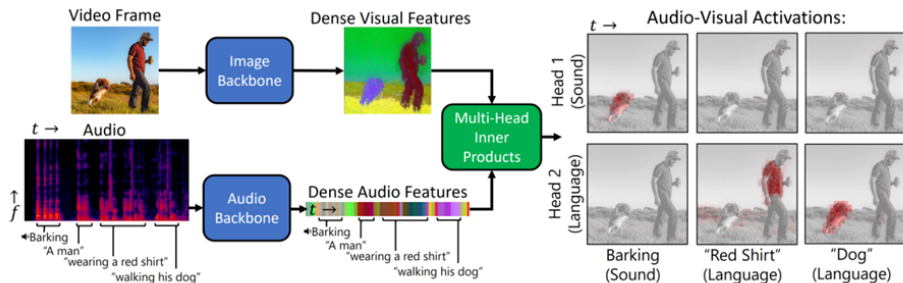 Video Frame
Dense Visual Features
Audio-Visual Activations:
t →
Image
Backbone
Head 1
(Sound)
Multi-Head
Inner
Products
t →
Audio
↑
f
Audio
Backbone
Dense Audio Features
t →
Head 2
(Language)
Barking
"A man"
"wearing a red shirt"
"walking his dog"
Barking
"A man"
"wearing a red shirt"
"walking his dog"
Barking
(Sound)
"Red Shirt"
(Language)
"Dog"
(Language)